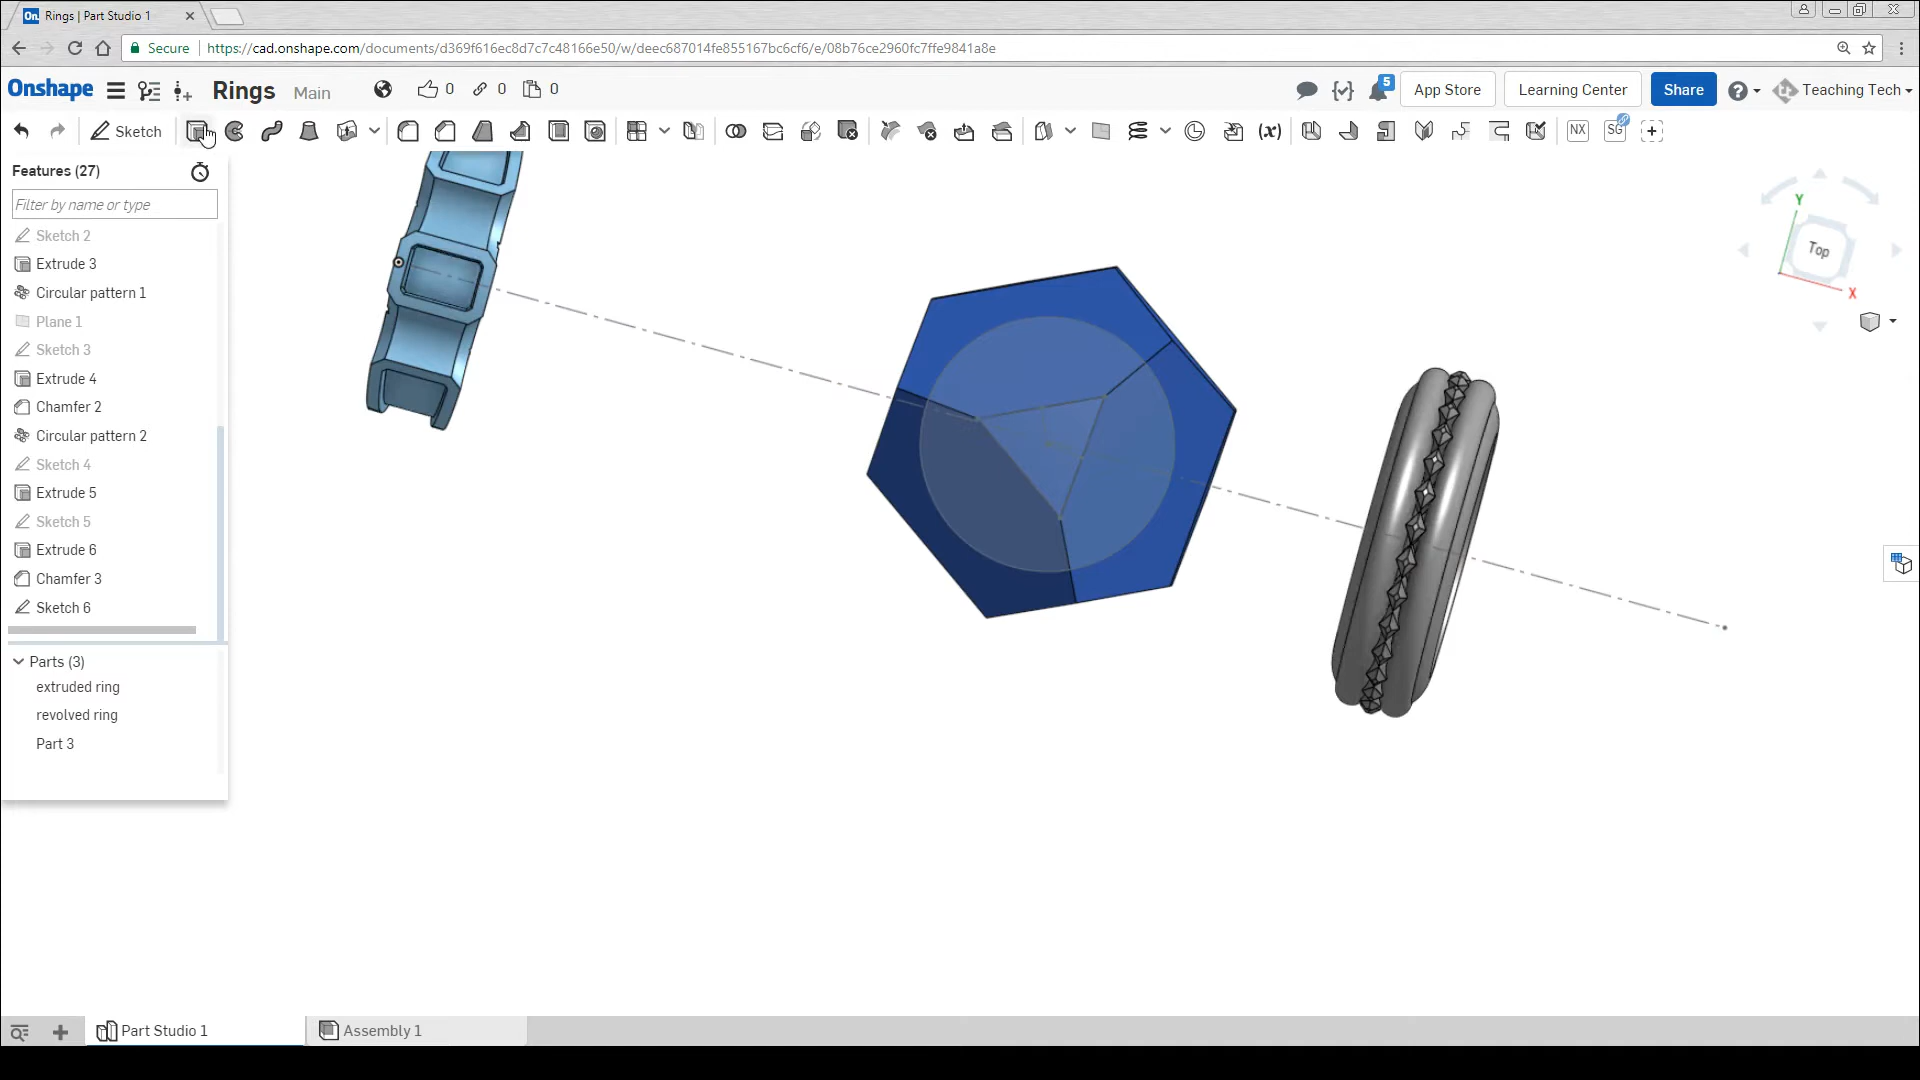 On Rings | Part Studio 1
Secure https://cad.onshape.com/documents/d369f616ec8d7c7c48166e50/w/deec687014fe855167bc6cf6/e/08b76ce2960fc7ffe9841a8e
Onshape Rings Main 0 0 0 5 App Store Learning Center Share Teaching Tech
Sketch (x) NX SG
Features (27)
Filter by name or type
Sketch 2
Extrude 3
Circular pattern 1
Plane 1
Sketch 3
Extrude 4
Chamfer 2
Circular pattern 2
Sketch 4
Extrude 5
Sketch 5
Extrude 6
Chamfer 3
Sketch 6
Parts (3)
extruded ring
revolved ring
Part 3
Y
Top
X
Part Studio 1 Assembly 1